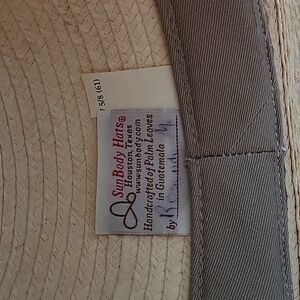 7 5/8 (61)
SunBody Hats®
Houston, Texas
www.sunbody.com
Handcrafted of Palm Leaves
in Guatemala
by